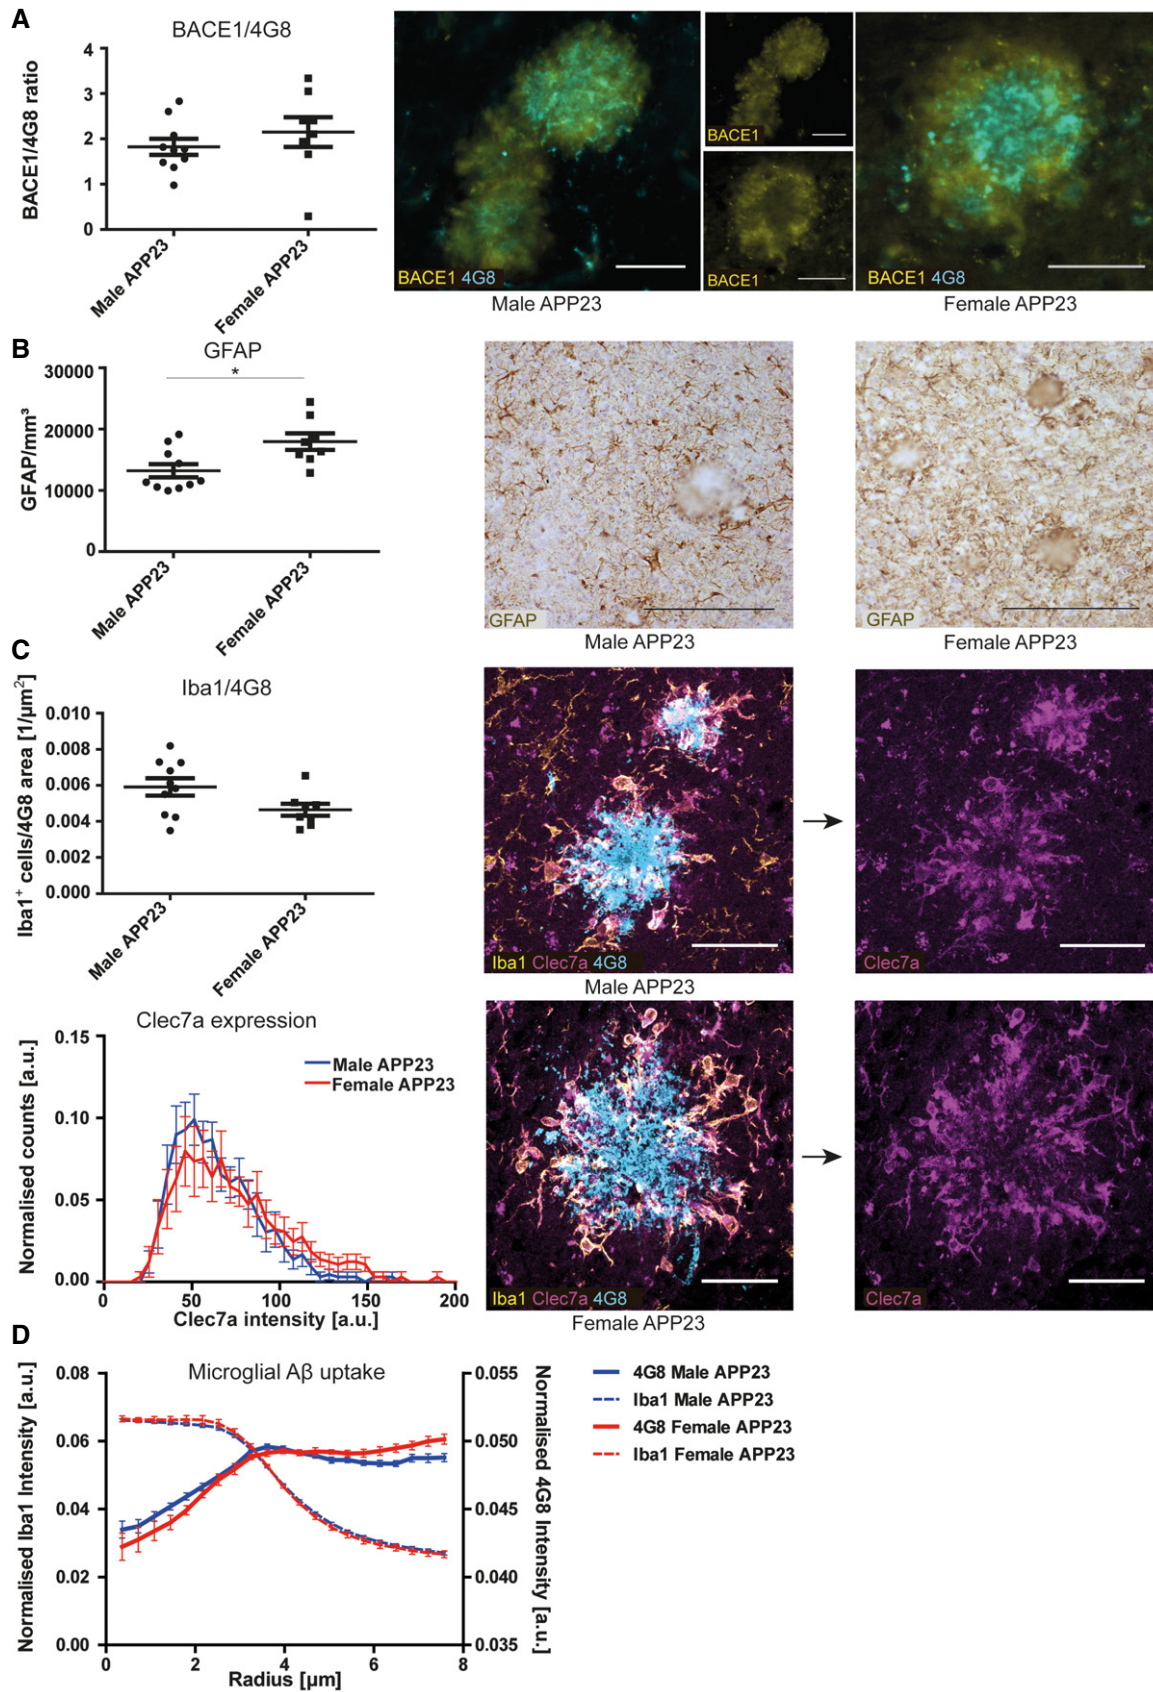 A
BACE1/4G8
BACE1/4G8 ratio
4
3
2
1
0
Male APP23
Female APP23
BACE1 4G8
BACE1
BACE1
BACE1 4G8
Male APP23
Female APP23
B
GFAP
*
GFAP/mm³
30000
20000
10000
0
Male APP23
Female APP23
GFAP
GFAP
Male APP23
Female APP23
C
Iba1/4G8
Iba1⁺ cells/4G8 area [1/µm²]
0.010
0.008
0.006
0.004
0.002
0.000
Male APP23
Female APP23
Iba1 Clec7a 4G8
Clec7a
Male APP23
Clec7a expression
Normalised counts [a.u.]
0.15
0.10
0.05
0.00
Male APP23
Female APP23
0 50 100 150 200
Clec7a intensity [a.u.]
Iba1 Clec7a 4G8
Clec7a
Female APP23
D
Microglial Aβ uptake
Normalised Iba1 Intensity [a.u.]
0.08
0.06
0.04
0.02
0.00
0.055
0.050
0.045
0.040
0.035
Normalised 4G8 Intensity
[a.u.]
0 2 4 6 8
Radius [µm]
4G8 Male APP23
Iba1 Male APP23
4G8 Female APP23
Iba1 Female APP23